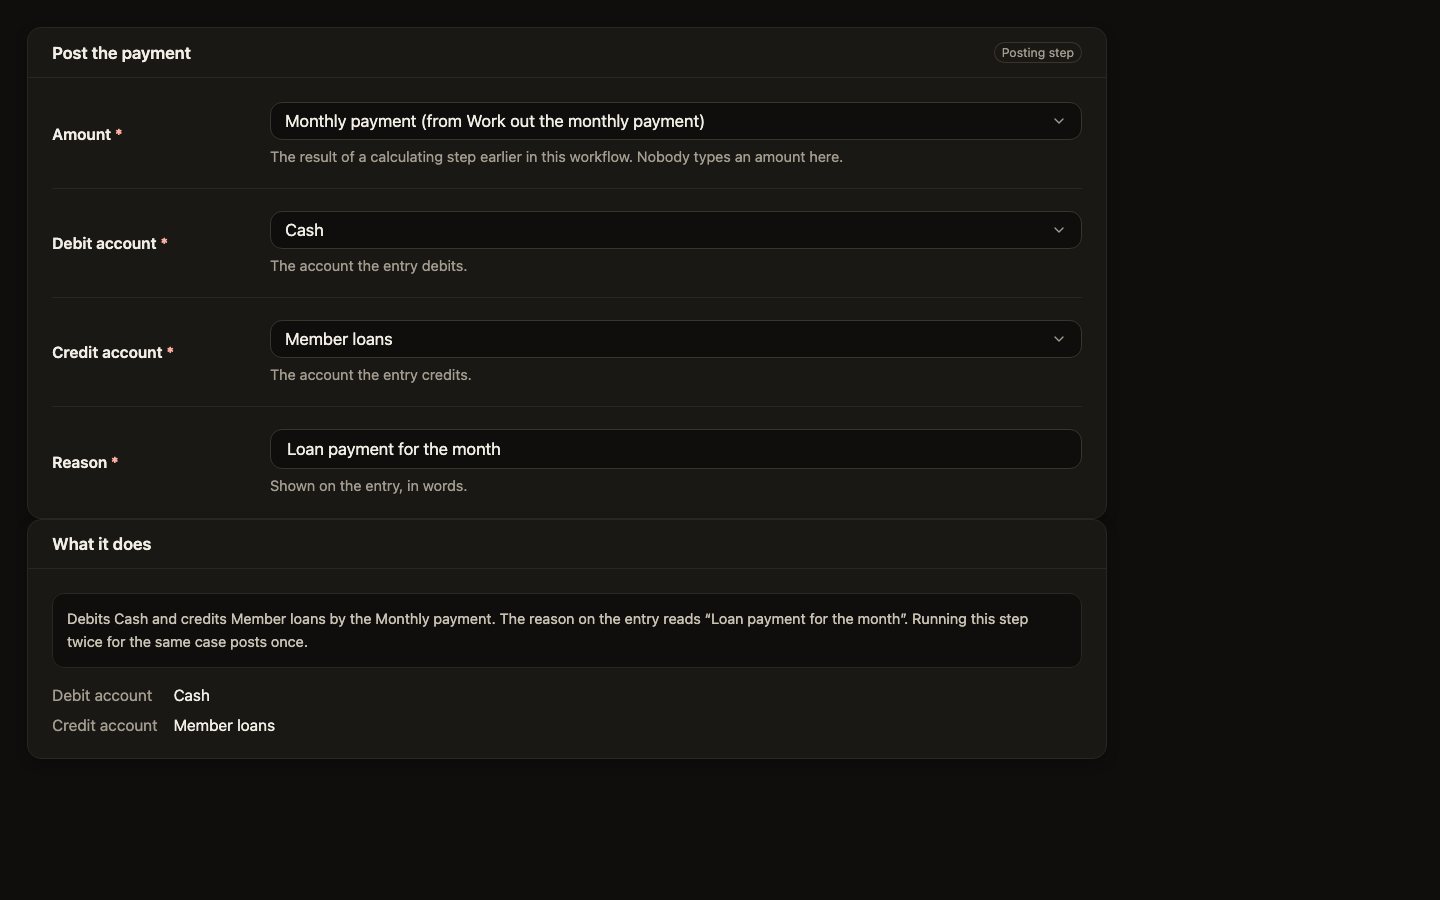 Post the payment
Posting step
Amount *
Monthly payment (from Work out the monthly payment)
The result of a calculating step earlier in this workflow. Nobody types an amount here.
Debit account *
Cash
The account the entry debits.
Credit account *
Member loans
The account the entry credits.
Reason *
Loan payment for the month
Shown on the entry, in words.
What it does
Debits Cash and credits Member loans by the Monthly payment. The reason on the entry reads “Loan payment for the month”. Running this step
twice for the same case posts once.
Debit account Cash
Credit account Member loans